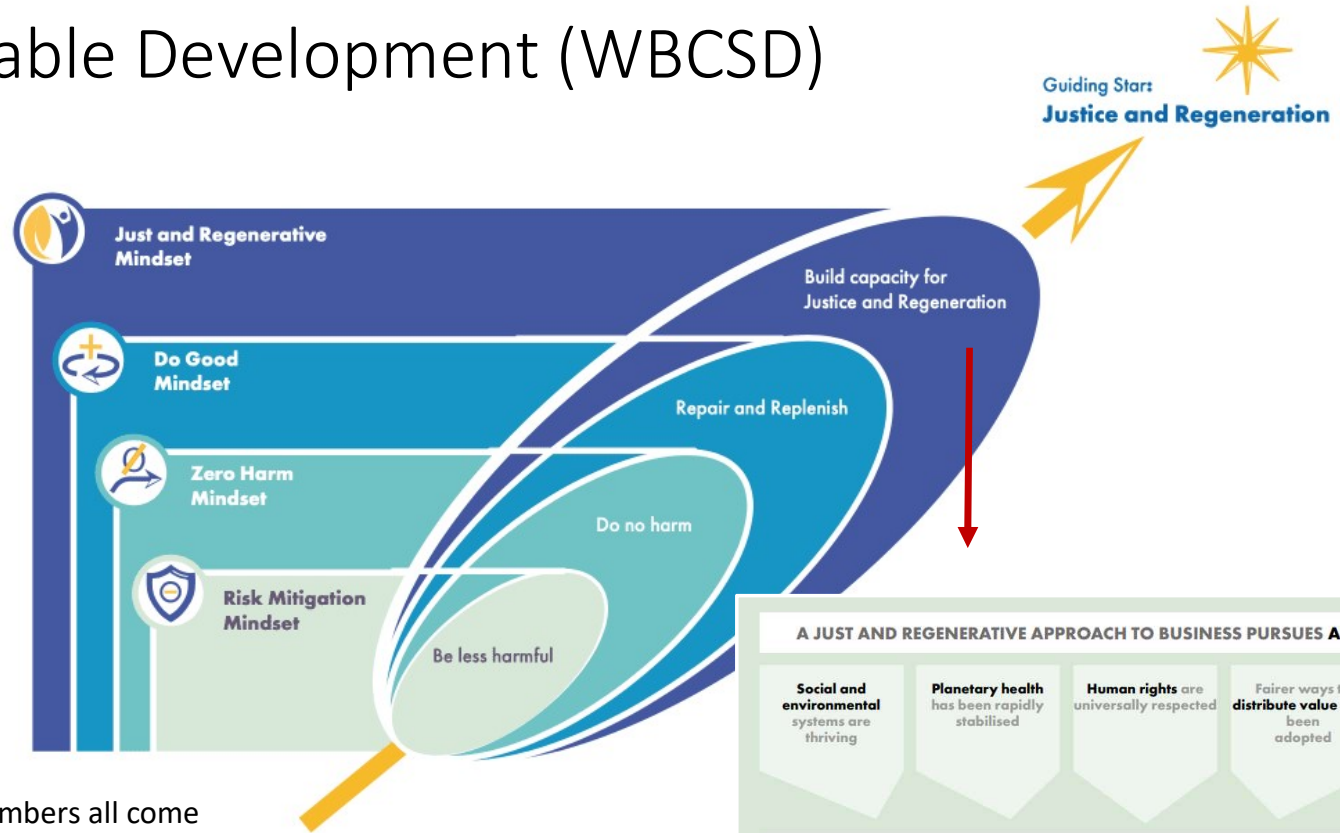 able Development (WBCSD)
Guiding Star:
Justice and Regeneration
Just and Regenerative
Mindset
Build capacity for
Justice and Regeneration
Do Good
Mindset
Repair and Replenish
Zero Harm
Mindset
Do no harm
Risk Mitigation
Mindset
Be less harmful
A JUST AND REGENERATIVE APPROACH TO BUSINESS PURSUES A
Social and
environmental
systems are
thriving
Planetary health
has been rapidly
stabilised
Human rights are
universally respected
Fairer ways t
distribute value
been
adopted
mbers all come